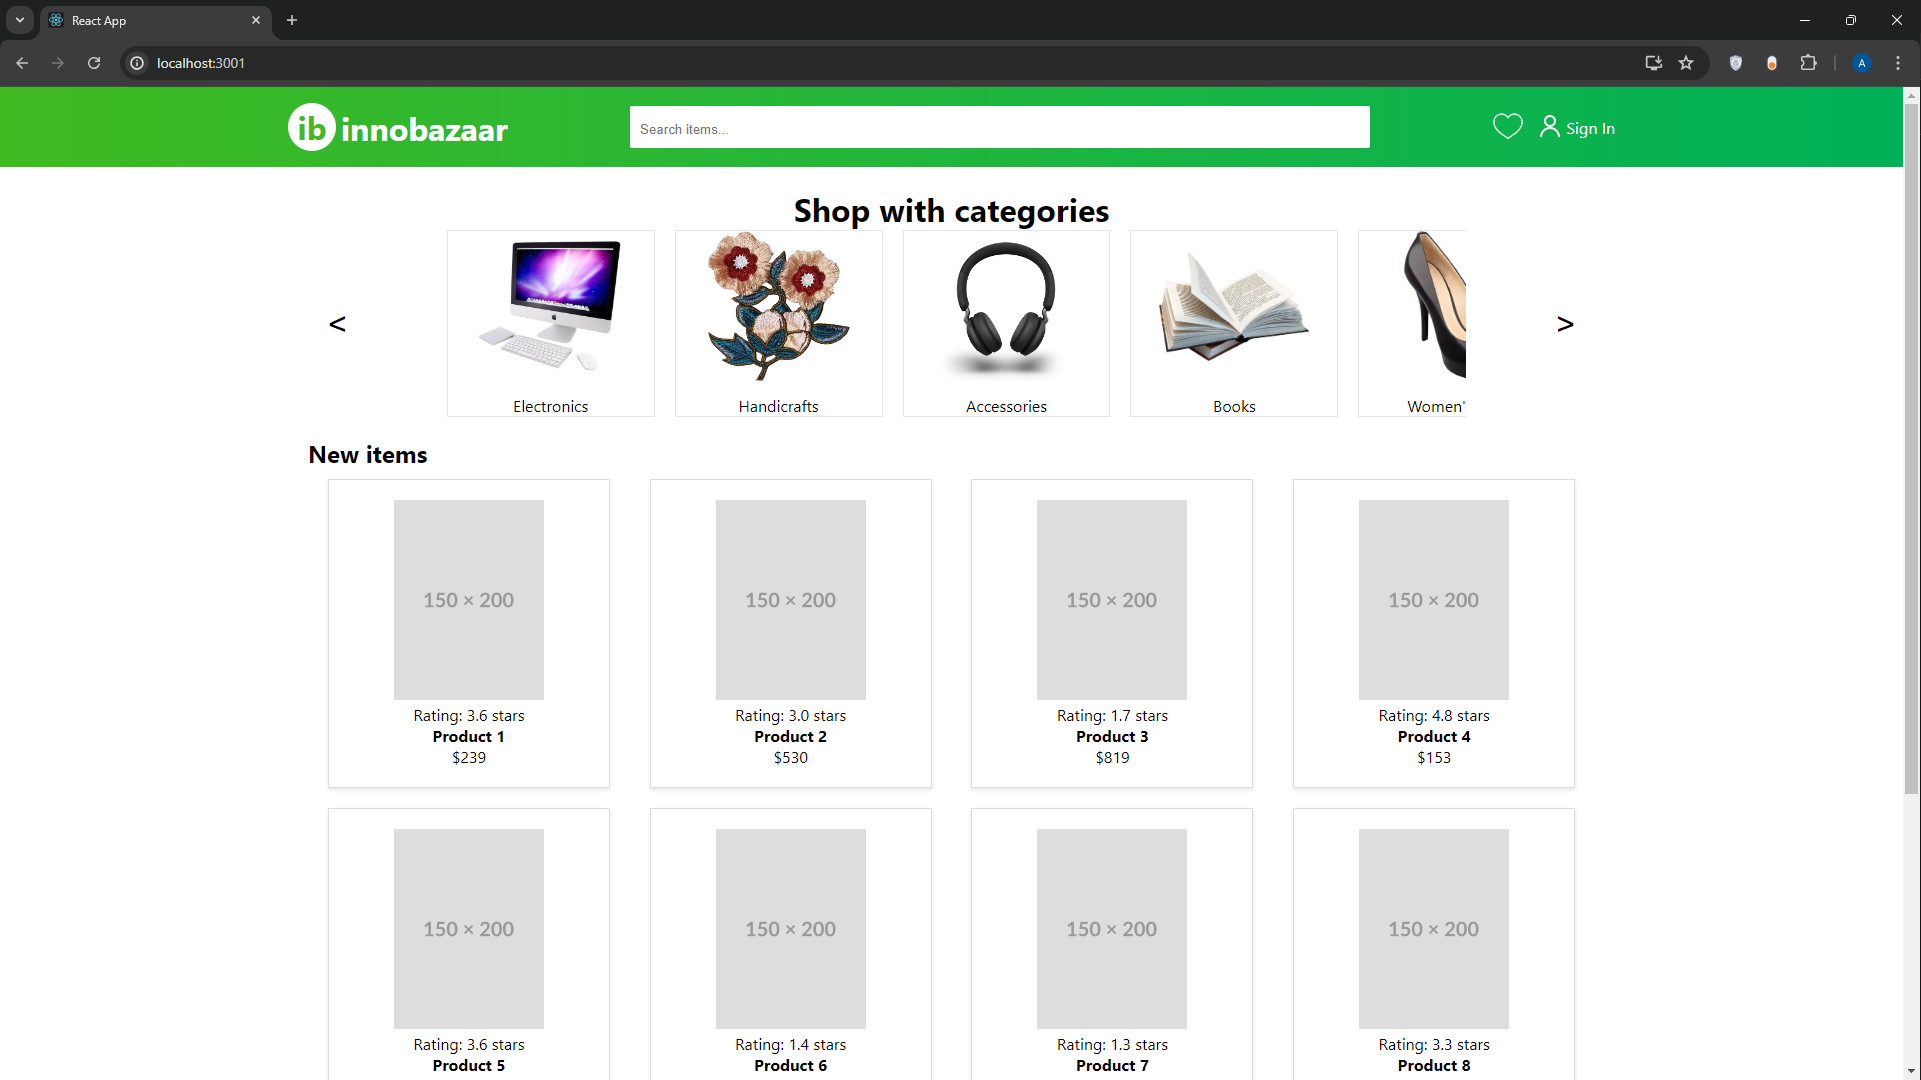 React App
localhost:3001
ib innobazaar
Search items...
Sign In
Shop with categories
<
>
Electronics
Handicrafts
Accessories
Books
Women'
New items
150 × 200
150 × 200
150 × 200
150 × 200
Rating: 3.6 stars
Rating: 3.0 stars
Rating: 1.7 stars
Rating: 4.8 stars
Product 1
Product 2
Product 3
Product 4
$239
$530
$819
$153
150 × 200
150 × 200
150 × 200
150 × 200
Rating: 3.6 stars
Rating: 1.4 stars
Rating: 1.3 stars
Rating: 3.3 stars
Product 5
Product 6
Product 7
Product 8